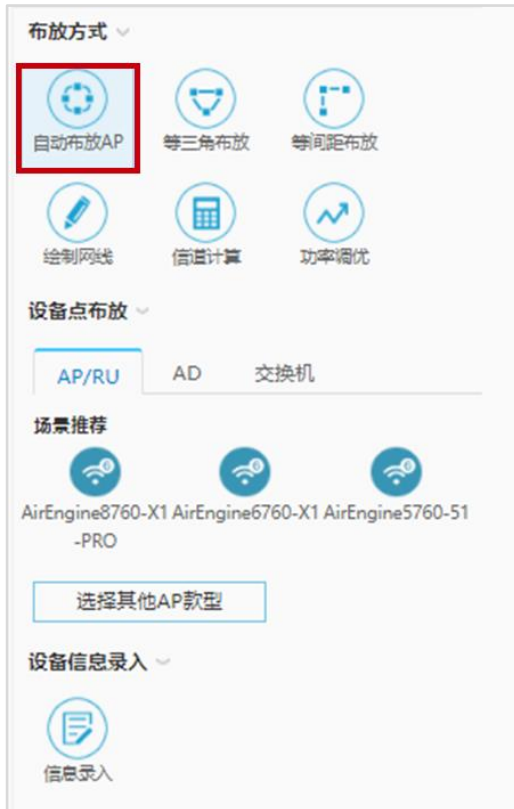 布放方式
自动布放AP 等三角布放 等间距布放
绘制网线 信道计算 功率调优
设备点布放
AP/RU AD 交换机
场景推荐
AirEngine8760-X1 AirEngine6760-X1 AirEngine5760-51
-PRO
选择其他AP款型
设备信息录入
信息录入